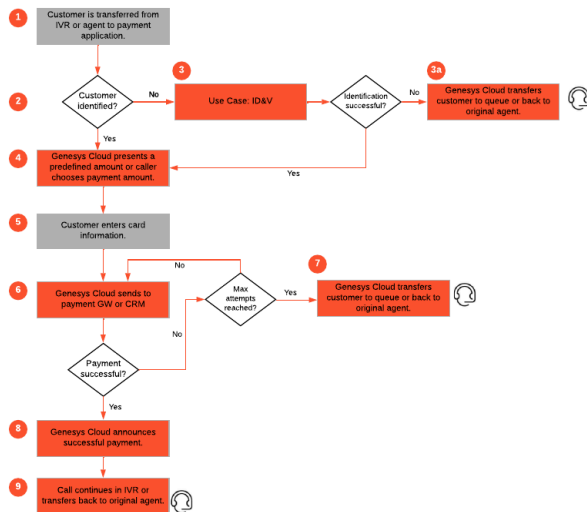 1
Customer is transferred from
IVR or agent to payment
application.
2
Customer
identified?
No
3
Use Case: ID&V
Identification
successful?
No
3a
Genesys Cloud transfers
customer to queue or back to
original agent.
Yes
Yes
4
Genesys Cloud presents a
predefined amount or caller
chooses payment amount.
5
Customer enters card
information.
No
6
Genesys Cloud sends to
payment GW or CRM
Max
attempts
reached?
Yes
7
Genesys Cloud transfers
customer to queue or back to
original agent.
No
Payment
successful?
Yes
8
Genesys Cloud announces
successful payment.
9
Call continues in IVR or
transfers back to original agent.